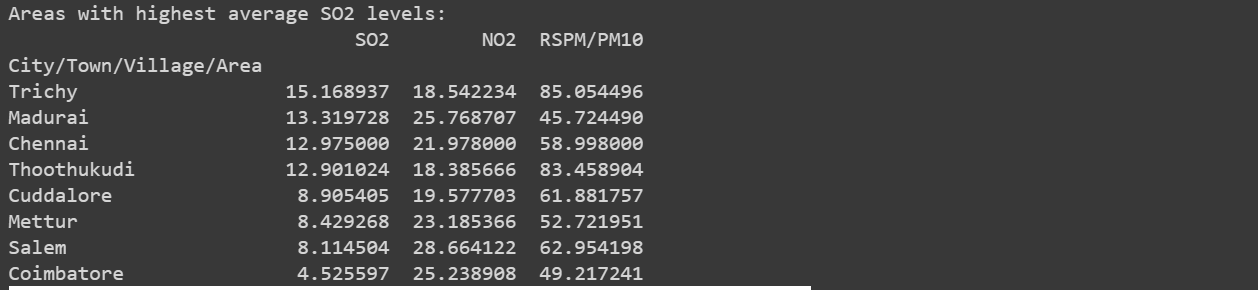 Areas with highest average SO2 levels:
SO2 NO2 RSPM/PM10
City/Town/Village/Area
Trichy 15.168937 18.542234 85.054496
Madurai 13.319728 25.768707 45.724490
Chennai 12.975000 21.978000 58.998000
Thoothukudi 12.901024 18.385666 83.458904
Cuddalore 8.905405 19.577703 61.881757
Mettur 8.429268 23.185366 52.721951
Salem 8.114504 28.664122 62.954198
Coimbatore 4.525597 25.238908 49.217241